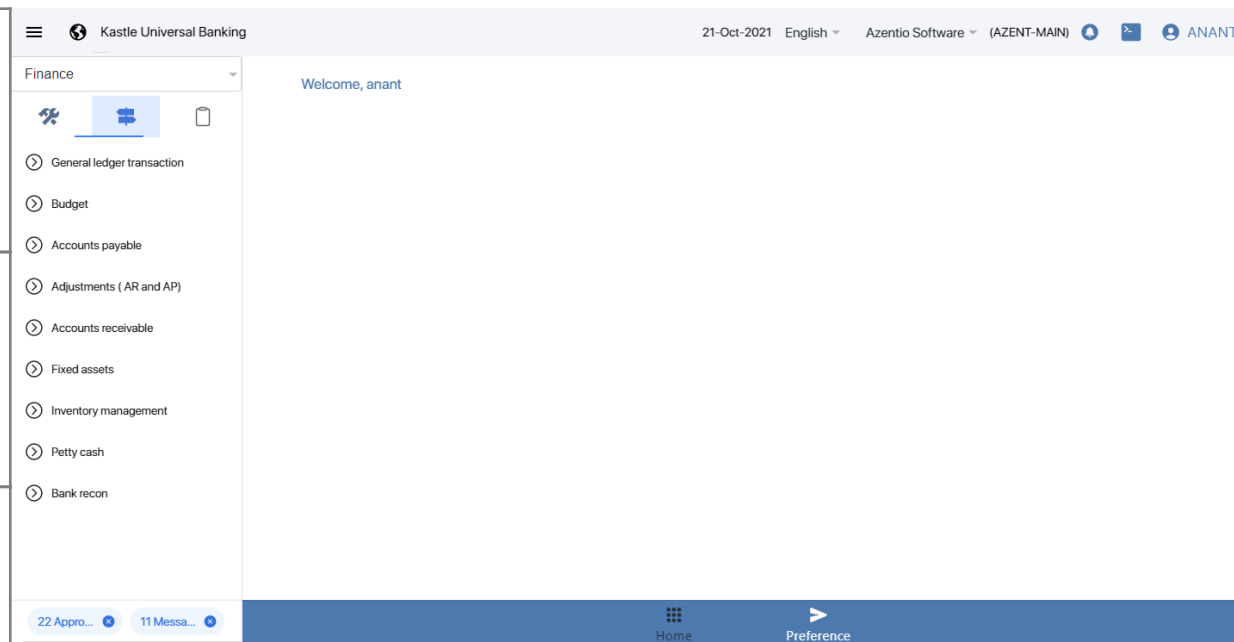 Kastle Universal Banking
21-Oct-2021 English Azentio Software (AZENT-MAIN) ANANT
Finance
Welcome, anant
General ledger transaction
Budget
Accounts payable
Adjustments ( AR and AP)
Accounts receivable
Fixed assets
Inventory management
Petty cash
Bank recon
22 Appro... 11 Messa...
Home Preference